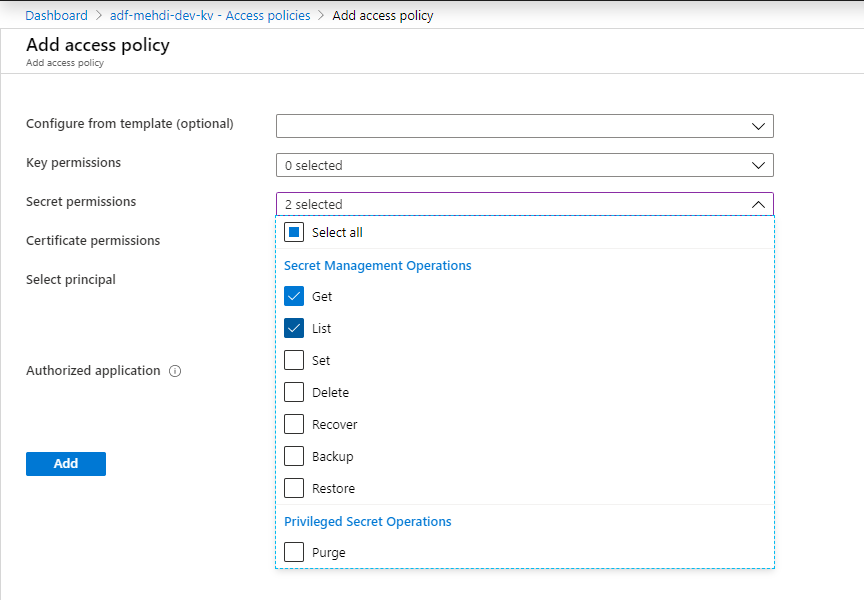 Dashboard > adf-mehdi-dev-kv - Access policies > Add access policy
Add access policy
Add access policy
Configure from template (optional)
Key permissions
0 selected
Secret permissions
2 selected
Select all
Certificate permissions
Secret Management Operations
Select principal
Get
List
Set
Authorized application
Delete
Recover
Backup
Add
Restore
Privileged Secret Operations
Purge